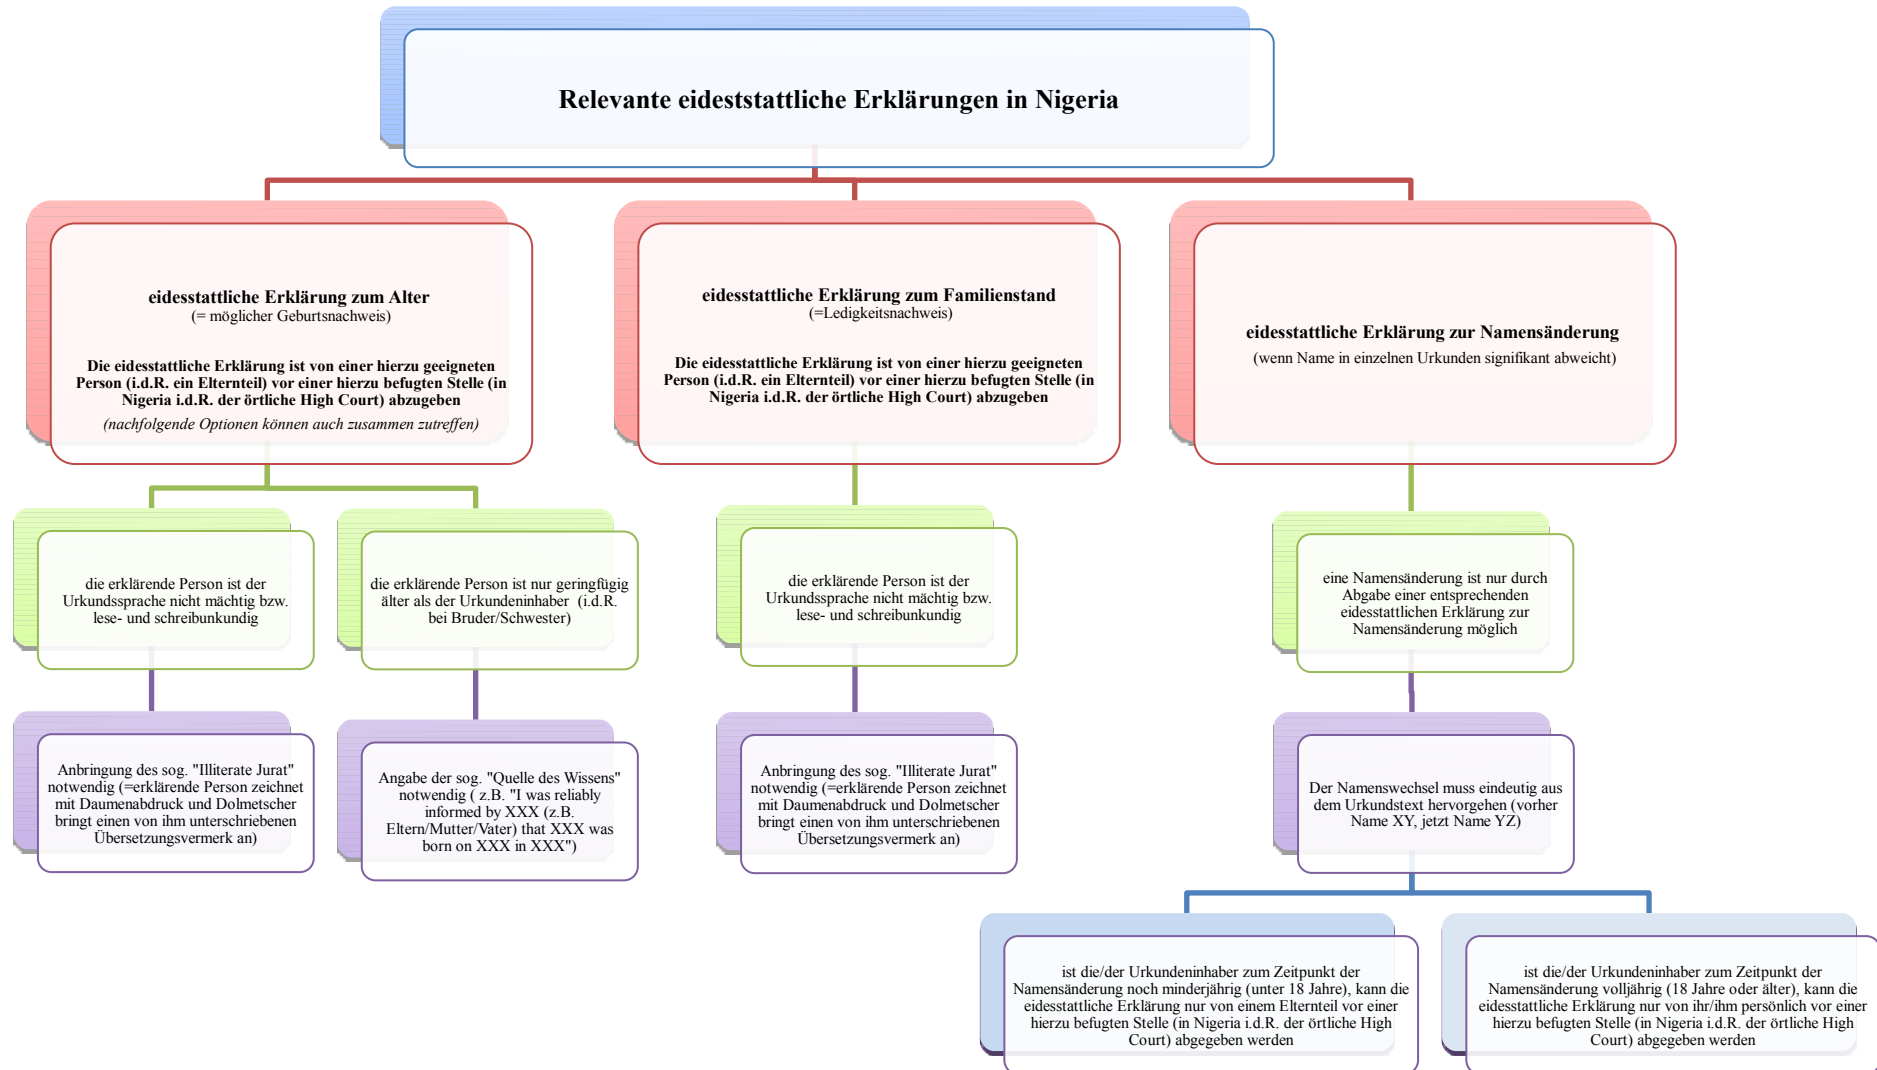 Relevante eideststattliche Erklärungen in Nigeria
eidesstattliche Erklärung zum Alter
(= möglicher Geburtsnachweis)
Die eidesstattliche Erklärung ist von einer hierzu geeigneten
Person (i.d.R. ein Elternteil) vor einer hierzu befugten Stelle (in
Nigeria i.d.R. der örtliche High Court) abzugeben
(nachfolgende Optionen können auch zusammen zutreffen)
eidesstattliche Erklärung zum Familienstand
(=Ledigkeitsnachweis)
Die eidesstattliche Erklärung ist von einer hierzu geeigneten
Person (i.d.R. ein Elternteil) vor einer hierzu befugten Stelle (in
Nigeria i.d.R. der örtliche High Court) abzugeben
eidesstattliche Erklärung zur Namensänderung
(wenn Name in einzelnen Urkunden signifikant abweicht)
die erklärende Person ist der
Urkundssprache nicht mächtig bzw.
lese- und schreibunkundig
die erklärende Person ist nur geringfügig
älter als der Urkundeninhaber (i.d.R.
bei Bruder/Schwester)
die erklärende Person ist der
Urkundssprache nicht mächtig bzw.
lese- und schreibunkundig
eine Namensänderung ist nur durch
Abgabe einer entsprechenden
eidesstattlichen Erklärung zur
Namensänderung möglich
Anbringung des sog. "Illiterate Jurat"
notwendig (=erklärende Person zeichnet
mit Daumenabdruck und Dolmetscher
bringt einen von ihm unterschriebenen
Übersetzungsvermerk an)
Angabe der sog. "Quelle des Wissens"
notwendig ( z.B. "I was reliably
informed by XXX (z.B.
Eltern/Mutter/Vater) that XXX was
born on XXX in XXX")
Anbringung des sog. "Illiterate Jurat"
notwendig (=erklärende Person zeichnet
mit Daumenabdruck und Dolmetscher
bringt einen von ihm unterschriebenen
Übersetzungsvermerk an)
Der Namenswechsel muss eindeutig aus
dem Urkundstext hervorgehen (vorher
Name XY, jetzt Name YZ)
ist die/der Urkundeninhaber zum Zeitpunkt der
Namensänderung noch minderjährig (unter 18 Jahre), kann die
eidesstattliche Erklärung nur von einem Elternteil vor einer
hierzu befugten Stelle (in Nigeria i.d.R. der örtliche High
Court) abgegeben werden
ist die/der Urkundeninhaber zum Zeitpunkt der
Namensänderung volljährig (18 Jahre oder älter), kann die
eidesstattliche Erklärung nur von ihr/ihm persönlich vor einer
hierzu befugten Stelle (in Nigeria i.d.R. der örtliche High
Court) abgegeben werden